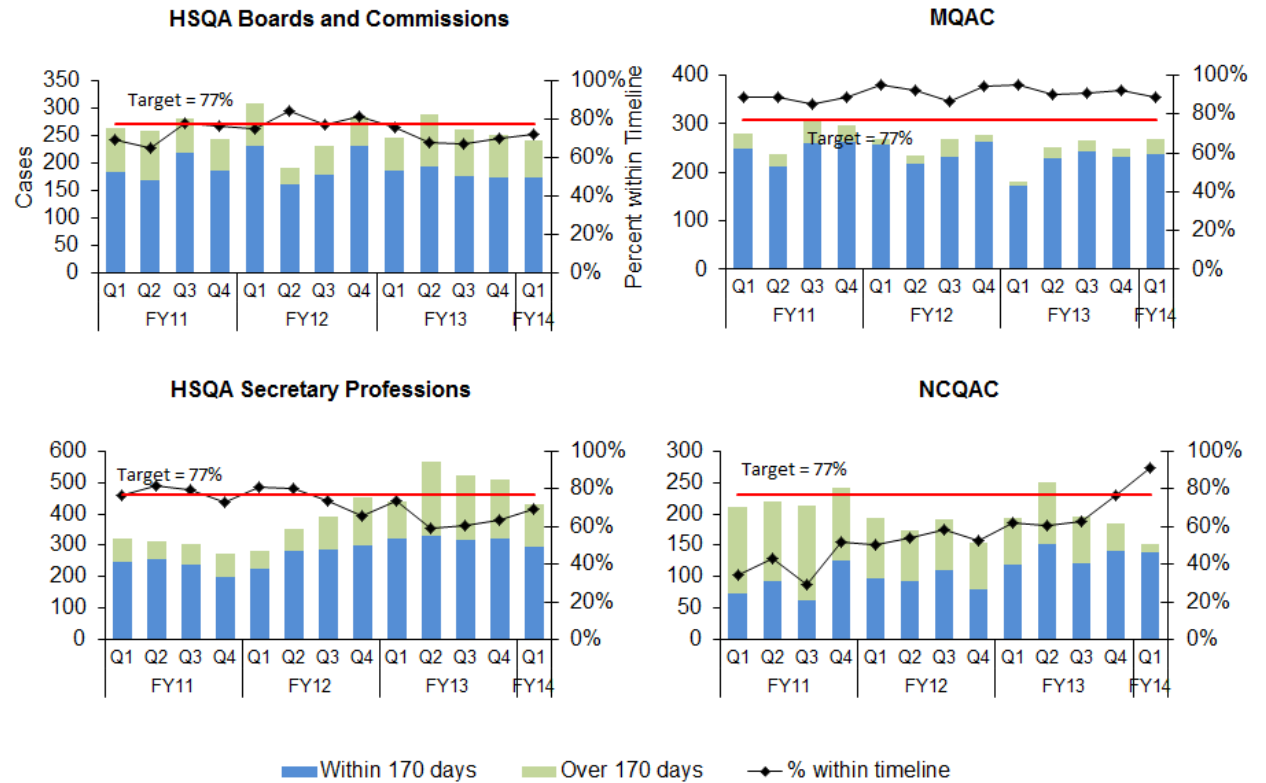 HSQA Boards and Commissions
350
300
250
200
150
100
50
0
Cases
Target = 77%
100%
80%
60%
40%
20%
0%
Percent within Timeline
Q1 Q2 Q3 Q4 Q1 Q2 Q3 Q4 Q1 Q2 Q3 Q4 Q1
FY11 FY12 FY13 FY14
MQAC
400
300
200
100
0
Target = 77%
100%
80%
60%
40%
20%
0%
Q1 Q2 Q3 Q4 Q1 Q2 Q3 Q4 Q1 Q2 Q3 Q4 Q1
FY11 FY12 FY13 FY14
HSQA Secretary Professions
600
500
400
300
200
100
0
Target = 77%
100%
80%
60%
40%
20%
0%
Q1 Q2 Q3 Q4 Q1 Q2 Q3 Q4 Q1 Q2 Q3 Q4 Q1
FY11 FY12 FY13 FY14
NCQAC
300
250
200
150
100
50
0
Target = 77%
100%
80%
60%
40%
20%
0%
Q1 Q2 Q3 Q4 Q1 Q2 Q3 Q4 Q1 Q2 Q3 Q4 Q1
FY11 FY12 FY13 FY14
Within 170 days Over 170 days % within timeline